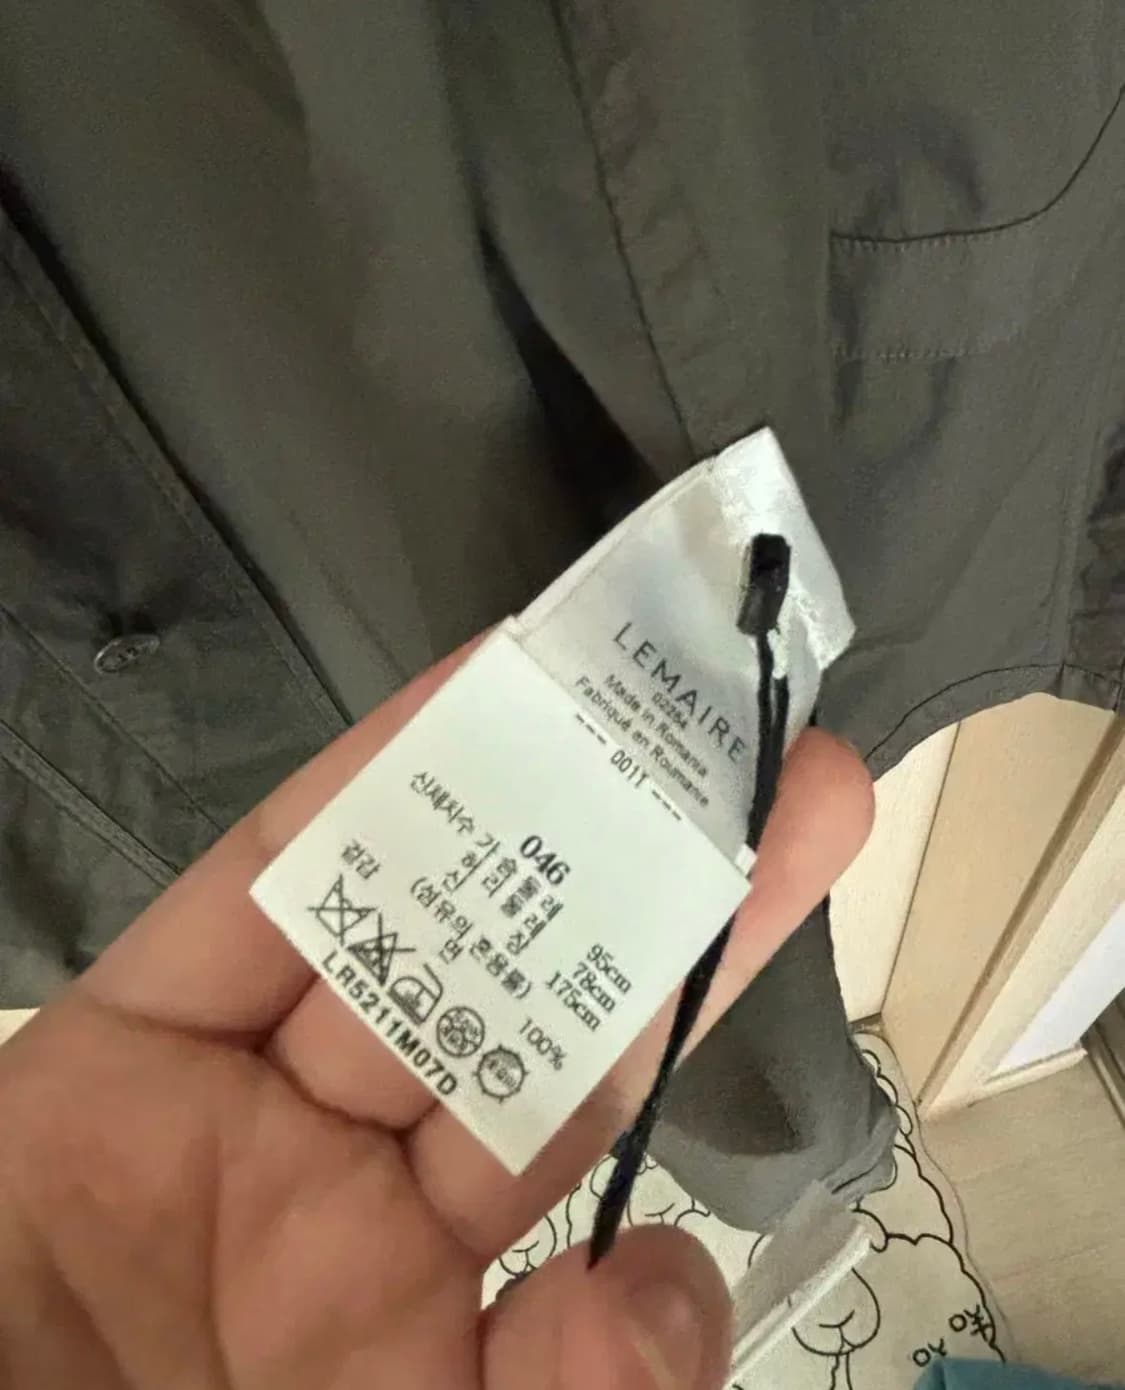 LEMAIRE
02254
Made in Romania
Fabriqué en Roumanie
--- 001T ---
046
신체치수 가슴둘레 95cm
허리둘레 78cm
신장 175cm
(섬유의 혼용률)
겉감 면 100%
LR5211M07D